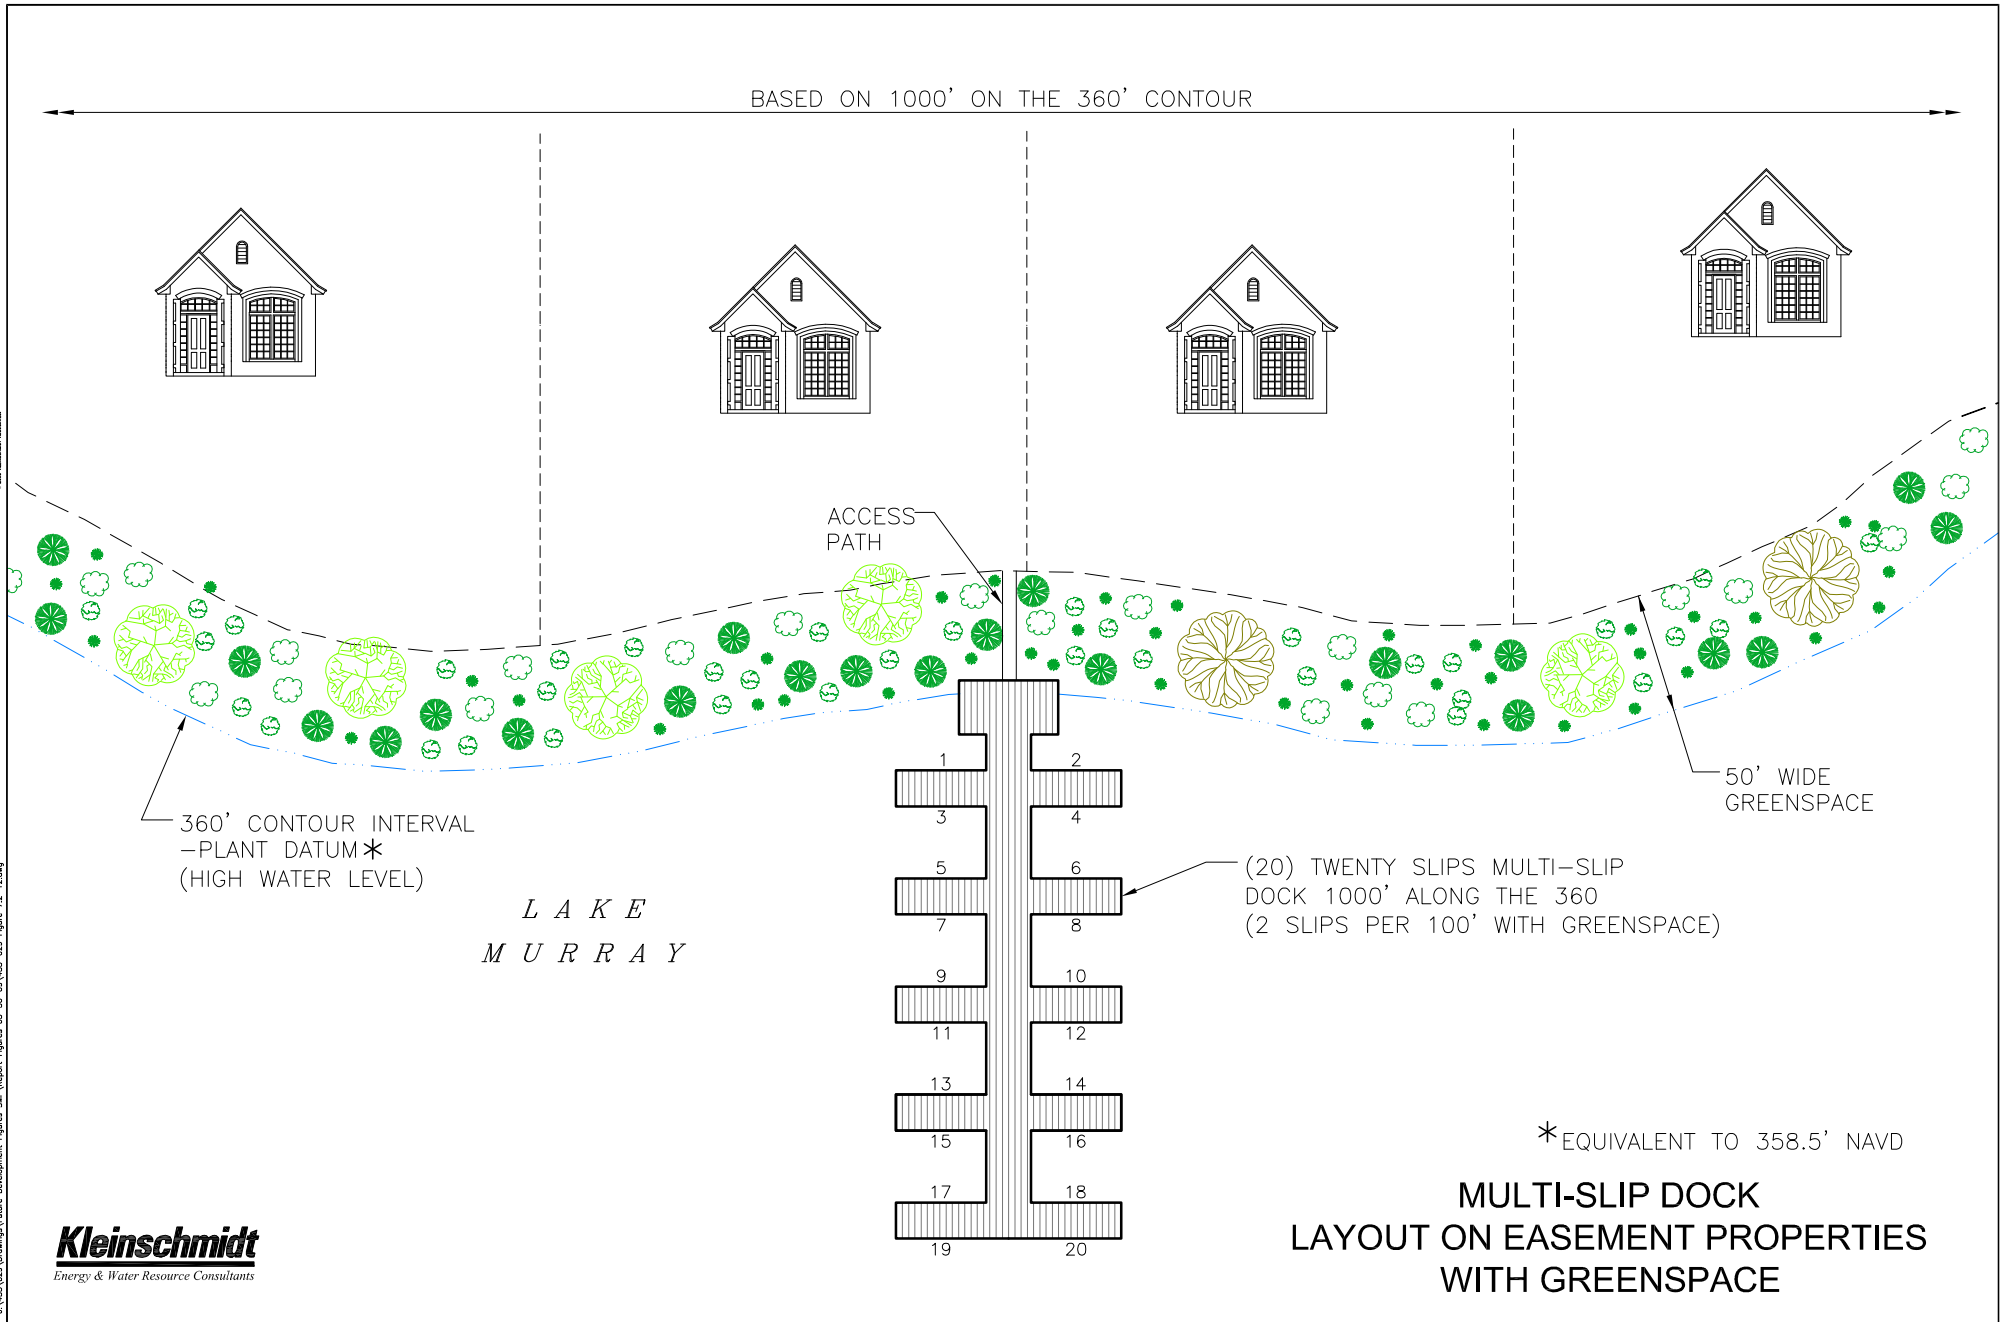 BASED ON 1000' ON THE 360' CONTOUR
ACCESS
PATH
360' CONTOUR INTERVAL
-PLANT DATUM*
(HIGH WATER LEVEL)
LAKE
MURRAY
50' WIDE
GREENSPACE
(20) TWENTY SLIPS MULTI-SLIP
DOCK 1000' ALONG THE 360
(2 SLIPS PER 100' WITH GREENSPACE)
1 2
3 4
5 6
7 8
9 10
11 12
13 14
15 16
17 18
19 20
*EQUIVALENT TO 358.5' NAVD
MULTI-SLIP DOCK
LAYOUT ON EASEMENT PROPERTIES
WITH GREENSPACE
Kleinschmidt
Energy & Water Resource Consultants